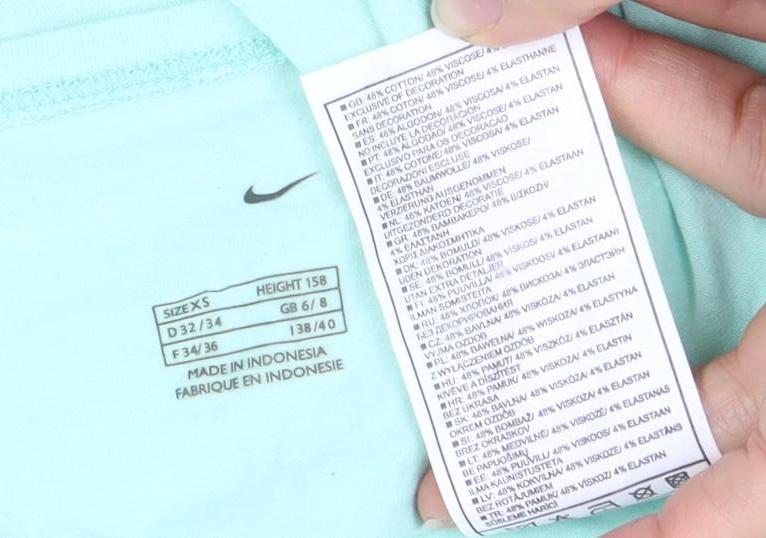 SIZE XS HEIGHT 158
D 32/34 GB 6/8
F 34/36 I 38/40
MADE IN INDONESIA
FABRIQUE EN INDONESIE
■ GB: 48% COTTON/ 48% VISCOSE/ 4%
EXCLUSIVE OF DECORATION
■ FR: 48% COTON/ 48% VISCOSE/ 4% ELASTHANNE
SANS DECORATION
■ ES: 48% ALGODON/ 48% VISCOSA/ 4% ELASTAN
NO INCLUYE LA DECORACION
■ PT: 48% ALGODAO/ 48% VISCOSE/ 4% ELASTAN
EXCLUSIVO PARA OS DECORACAO
■ IT: 48% COTONE/ 48% VISCOSA/ 4% ELASTAN
DECORAZIONI ESCLUSE
■ DE: 48% BAUMWOLLE/ 48% VISKOSE/
4% ELASTHAN
VERZIERUNG AUSGENOMMEN
■ NL: 48% KATOEN/ 48% VISCOSE/ 4% ELASTAAN
UITGEZONDERD DECORATIE
■ GR: 48% ΒΑΜΒΑΚΕΡΟ/ 48% ΒΙΣΚΟΖΗ/
4% ΕΛΑΣΤΑΝΗ
ΧΩΡΙΣ ΔΙΑΚΟΣΜΗΤΙΚΑ
■ DK: 48% BOMULD/ 48% VISKOSE/ 4% ELASTAN
UDEN DEKORATION
■ SE: 48% BOMULL/ 48% VISKOS/ 4% ELASTAN
UTAN EXTRA DETALJER
■ FI: 48% PUUVILLA/ 48% VISKOOSI/ 4% ELASTAANI
ILMAN SOMISTEITA
■ RU: 48% ХЛОПОК/ 48% ВИСКОЗА/ 4% ЭЛАСТЭЙН
БЕЗ ДЕКОРИРОВАНИЯ
■ CZ: 48% BAVLNA/ 48% VISKÓZA/ 4% ELASTAN
VYJMA OZDOB
■ PL: 48% BAWEŁNA/ 48% WISKOZA/ 4% ELASTYNA
Z WYŁĄCZENIEM OZDÓB
■ HU: 48% PAMUT/ 48% VISZKÓZ/ 4% ELASZTÁN
KIVÉVE A DÍSZÍTÉST
■ HR: 48% PAMUK/ 48% VISKOZA/ 4% ELASTIN
BEZ UKRASA
■ SK: 48% BAVLNA/ 48% VISKÓZA/ 4% ELASTAN
OKREM OZDÔB
■ SI: 48% BOMBAŽ/ 48% VISKOZA/ 4% ELASTAN
BREZ OKRASKOV
■ LT: 48% MEDVILNĖ/ 48% VISKOZĖ/ 4% ELASTANAS
BE PAPUOŠIMŲ
■ EE: 48% PUUVILL/ 48% VISKOOS/ 4% ELASTAAN
ILMA KAUNISTUSTETA
■ LV: 48% KOKVILNA/ 48% VISKOZE/ 4% ELASTĀNS
BEZ ROTĀJUMIEM
■ TR: 48% PAMUK/ 48% VİSKOZ/ 4% ELASTAN
SÜSLEME HARİÇ